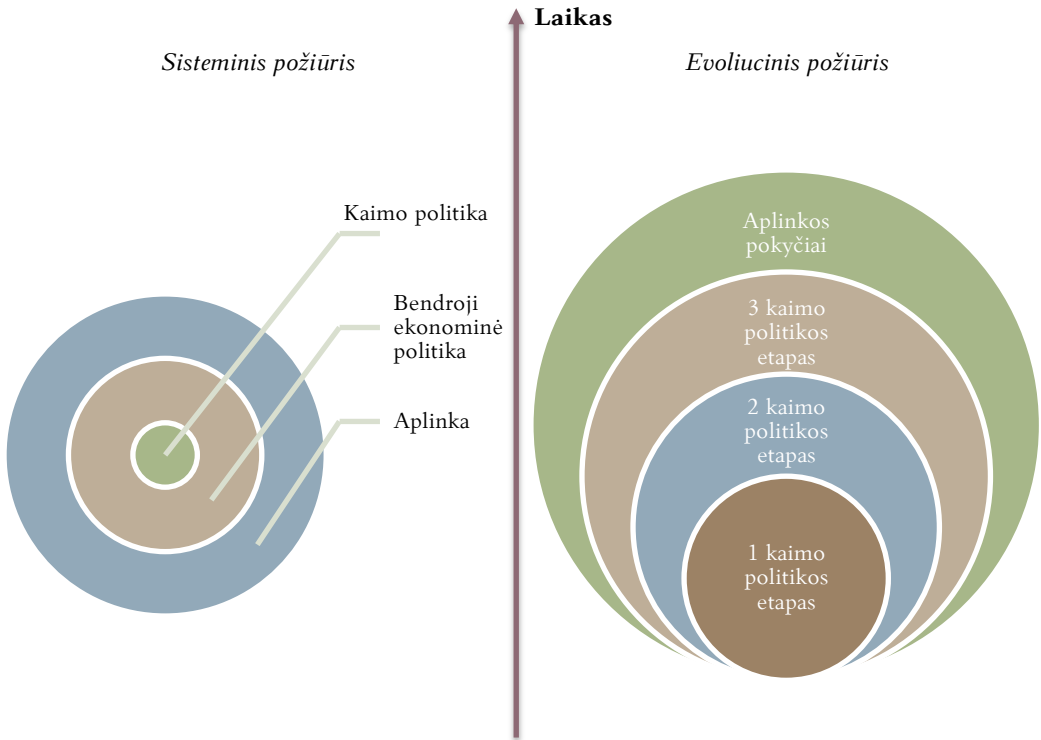 Laikas
Sisteminis požiūris
Evoliucinis požiūris
Kaimo politika
Bendroji
ekonominė
politika
Aplinka
Aplinkos
pokyčiai
3 kaimo
politikos
etapas
2 kaimo
politikos
etapas
1 kaimo
politikos
etapas